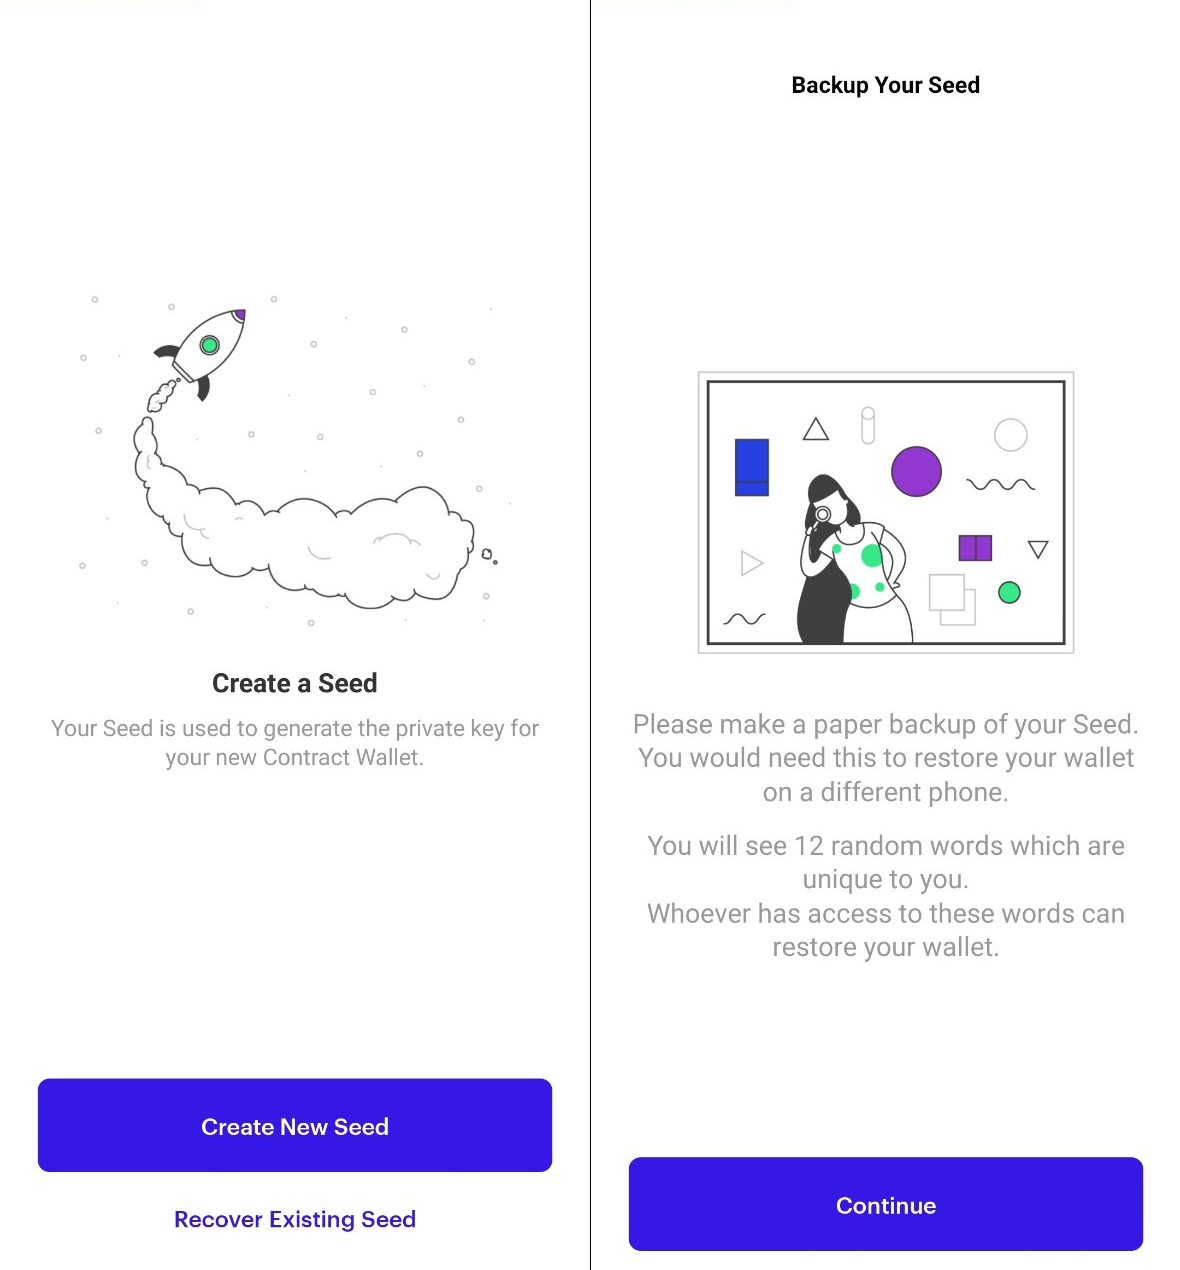 Create a Seed
Your Seed is used to generate the private key for
your new Contract Wallet.
Create New Seed
Recover Existing Seed
Backup Your Seed
Please make a paper backup of your Seed.
You would need this to restore your wallet
on a different phone.
You will see 12 random words which are
unique to you.
Whoever has access to these words can
restore your wallet.
Continue